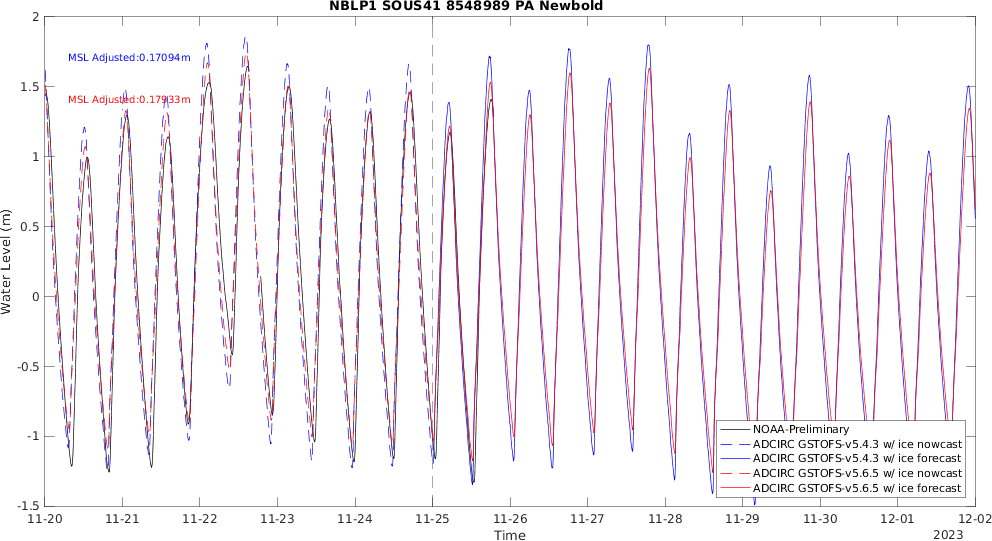 NBLP1 SOUS41 8548989 PA Newbold
2
MSL Adjusted:0.17094m
1.5
MSL Adjusted:0.17933m
1
0.5
0
-0.5
-1
-1.5
Water Level (m)
NOAA-Preliminary
ADCIRC GSTOFS-v5.4.3 w/ ice nowcast
ADCIRC GSTOFS-v5.4.3 w/ ice forecast
ADCIRC GSTOFS-v5.6.5 w/ ice nowcast
ADCIRC GSTOFS-v5.6.5 w/ ice forecast
11-20 11-21 11-22 11-23 11-24 11-25 11-26 11-27 11-28 11-29 11-30 12-01 12-02
Time
2023